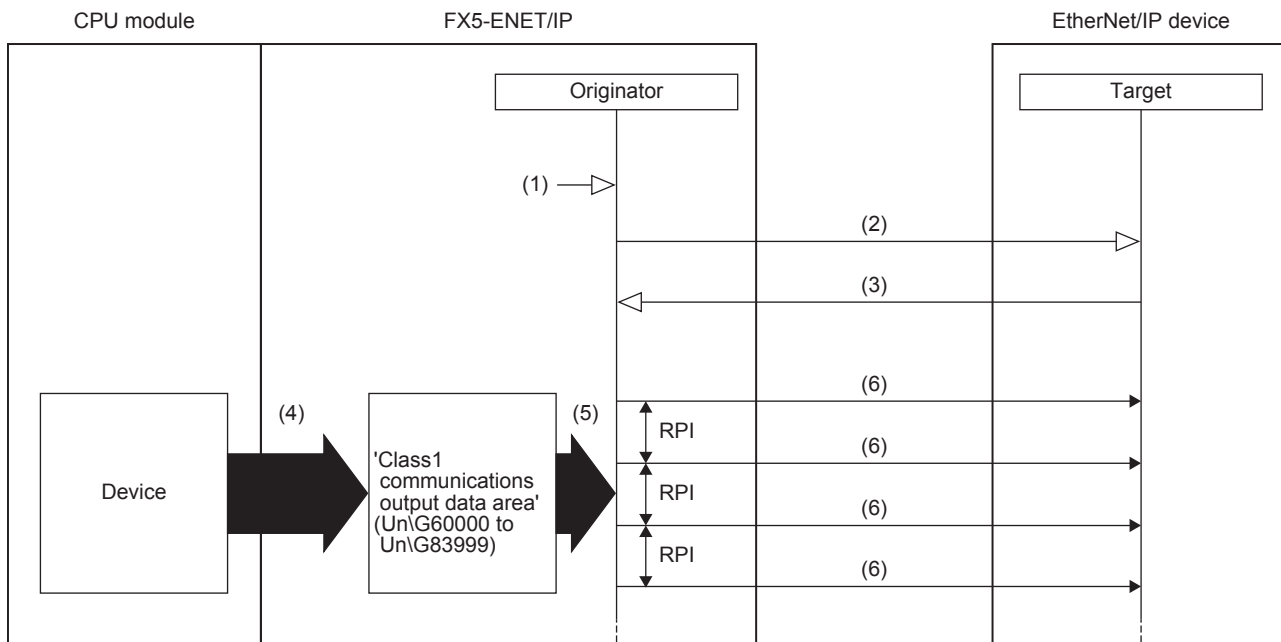 CPU module
FX5-ENET/IP
EtherNet/IP device
Originator
Target
(1)
(2)
(3)
(6)
(4)
(5)
RPI
(6)
Device
'Class1
communications
output data area'
(Un\G60000 to
Un\G83999)
RPI
(6)
RPI
(6)